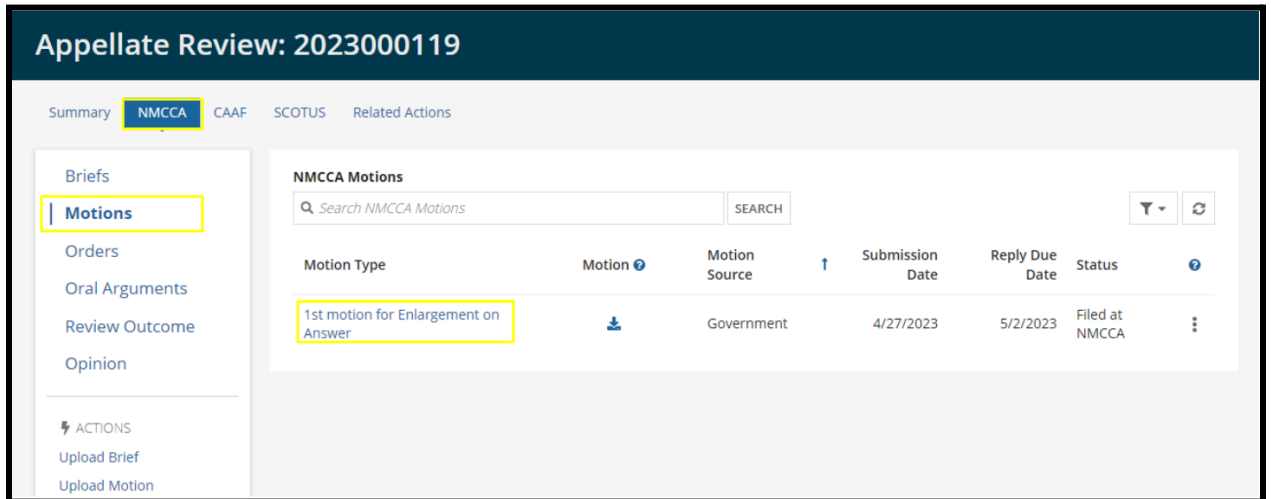 Appellate Review: 2023000119
Summary NMCCA CAAF SCOTUS Related Actions
Briefs
Motions
Orders
Oral Arguments
Review Outcome
Opinion
ACTIONS
Upload Brief
Upload Motion
NMCCA Motions
Search NMCCA Motions SEARCH
Motion Type Motion Motion Source Submission Date Reply Due Date Status
1st motion for Enlargement on
Answer
Government 4/27/2023 5/2/2023 Filed at
NMCCA